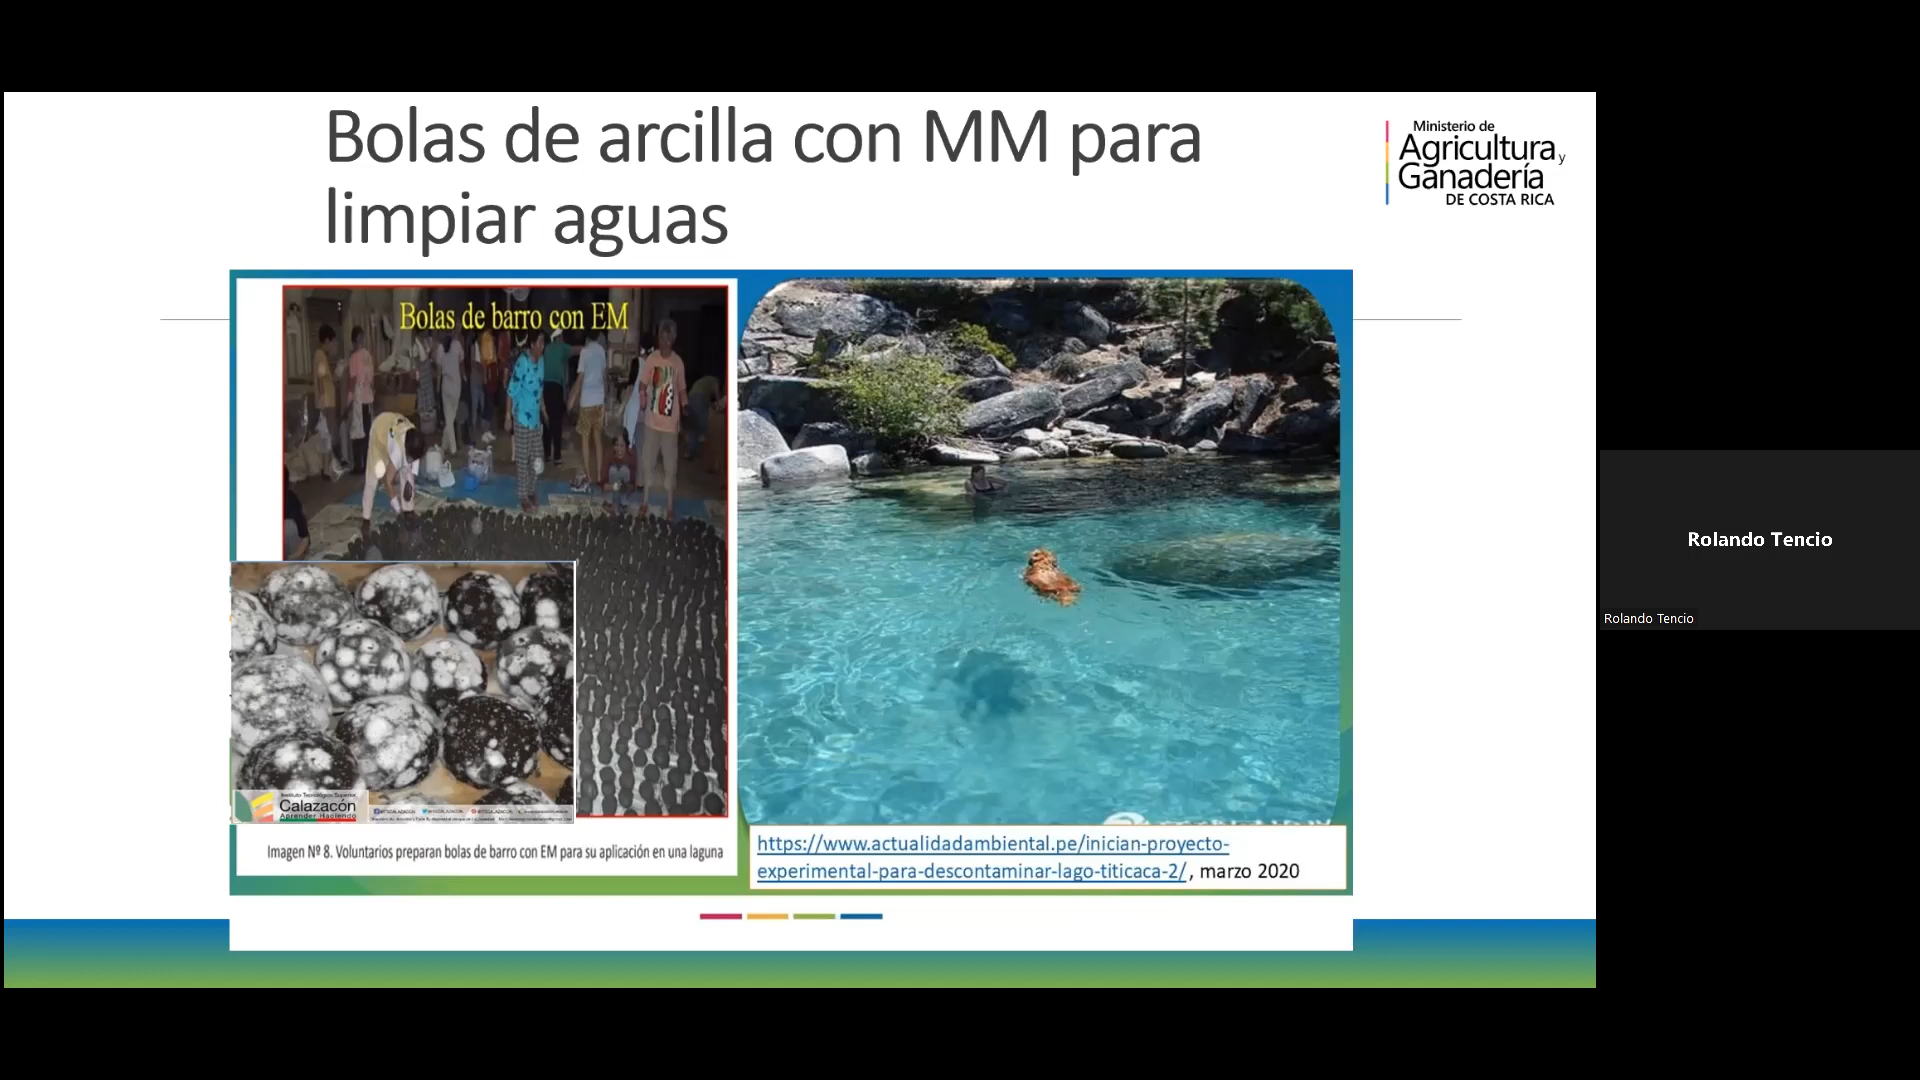 Bolas de arcilla con MM para
limpiar aguas
Ministerio de
Agricultura y
Ganadería
DE COSTA RICA
Bolas de barro con EM
Instituto Tecnológico Superior
Calazacón
Aprender Haciendo
Imagen Nº 8. Voluntarios preparan bolas de barro con EM para su aplicación en una laguna
https://www.actualidadambiental.pe/inician-proyecto-
experimental-para-descontaminar-lago-titicaca-2/, marzo 2020
Rolando Tencio
Rolando Tencio